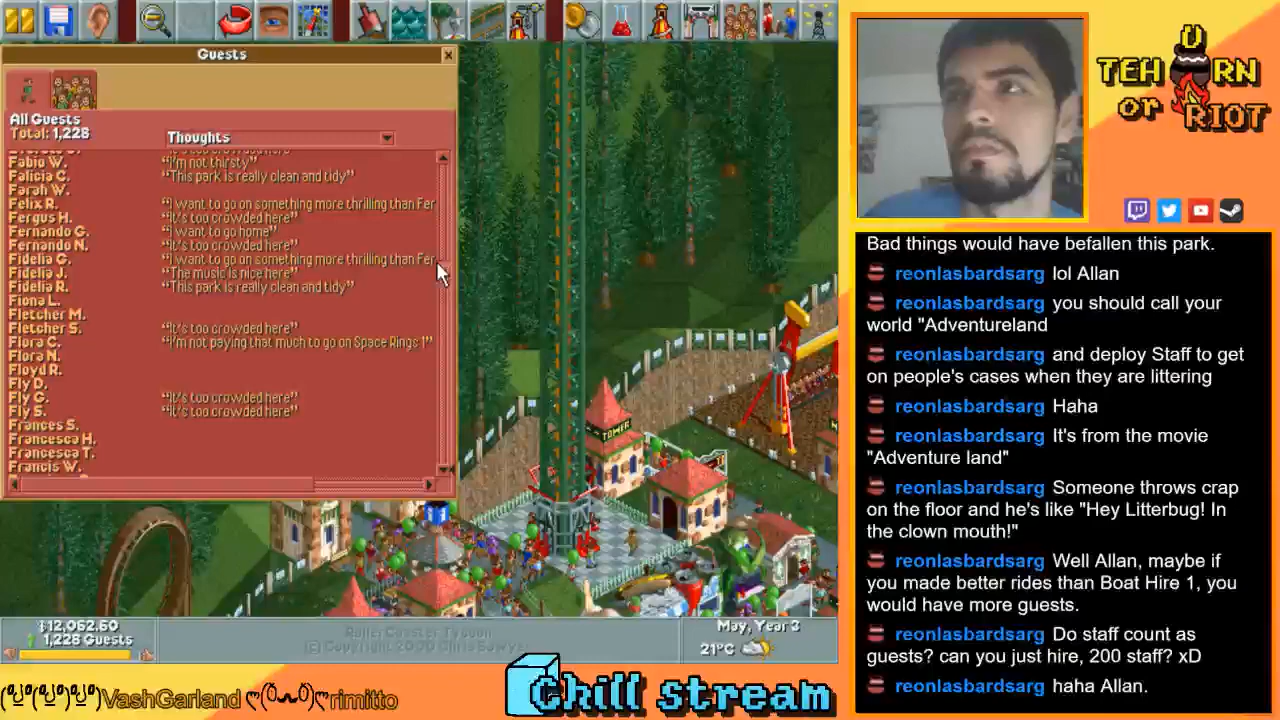 Guests
All Guests
Total: 1,228
Thoughts
Fabio W. "I'm not thirsty"
Falicia C. "This park is really clean and tidy"
Farah W.
Felix R. "I want to go on something more thrilling than Fer
Fergus H. "It's too crowded here"
Fernando G. "I want to go home"
Fernando N. "It's too crowded here"
Fidelia G. "I want to go on something more thrilling than Fer
Fidelia J. "The music is nice here"
Fidelia R. "This park is really clean and tidy"
Fiona L.
Fletcher M.
Fletcher S. "It's too crowded here"
Flora C. "I'm not paying that much to go on Space Rings 1"
Flora N.
Floyd R.
Fly D.
Fly G. "It's too crowded here"
Fly S. "It's too crowded here"
Frances S.
Francesca H.
Francesca T.
Francis W.
TOWER
$12,062.60
1,228 Guests
Roller Coaster Tycoon
© Copyright 2000 Chris Sawyer
May, Year 3
21°C
VashGarland
rimitto
Chill stream
TEH URN
or RIOT
Bad things would have befallen this park.
reonlasbardsarg lol Allan
reonlasbardsarg you should call your
world "Adventureland
reonlasbardsarg and deploy Staff to get
on people's cases when they are littering
reonlasbardsarg Haha
reonlasbardsarg It's from the movie
"Adventure land"
reonlasbardsarg Someone throws crap
on the floor and he's like "Hey Litterbug! In
the clown mouth!"
reonlasbardsarg Well Allan, maybe if
you made better rides than Boat Hire 1, you
would have more guests.
reonlasbardsarg Do staff count as
guests? can you just hire, 200 staff? xD
reonlasbardsarg haha Allan.